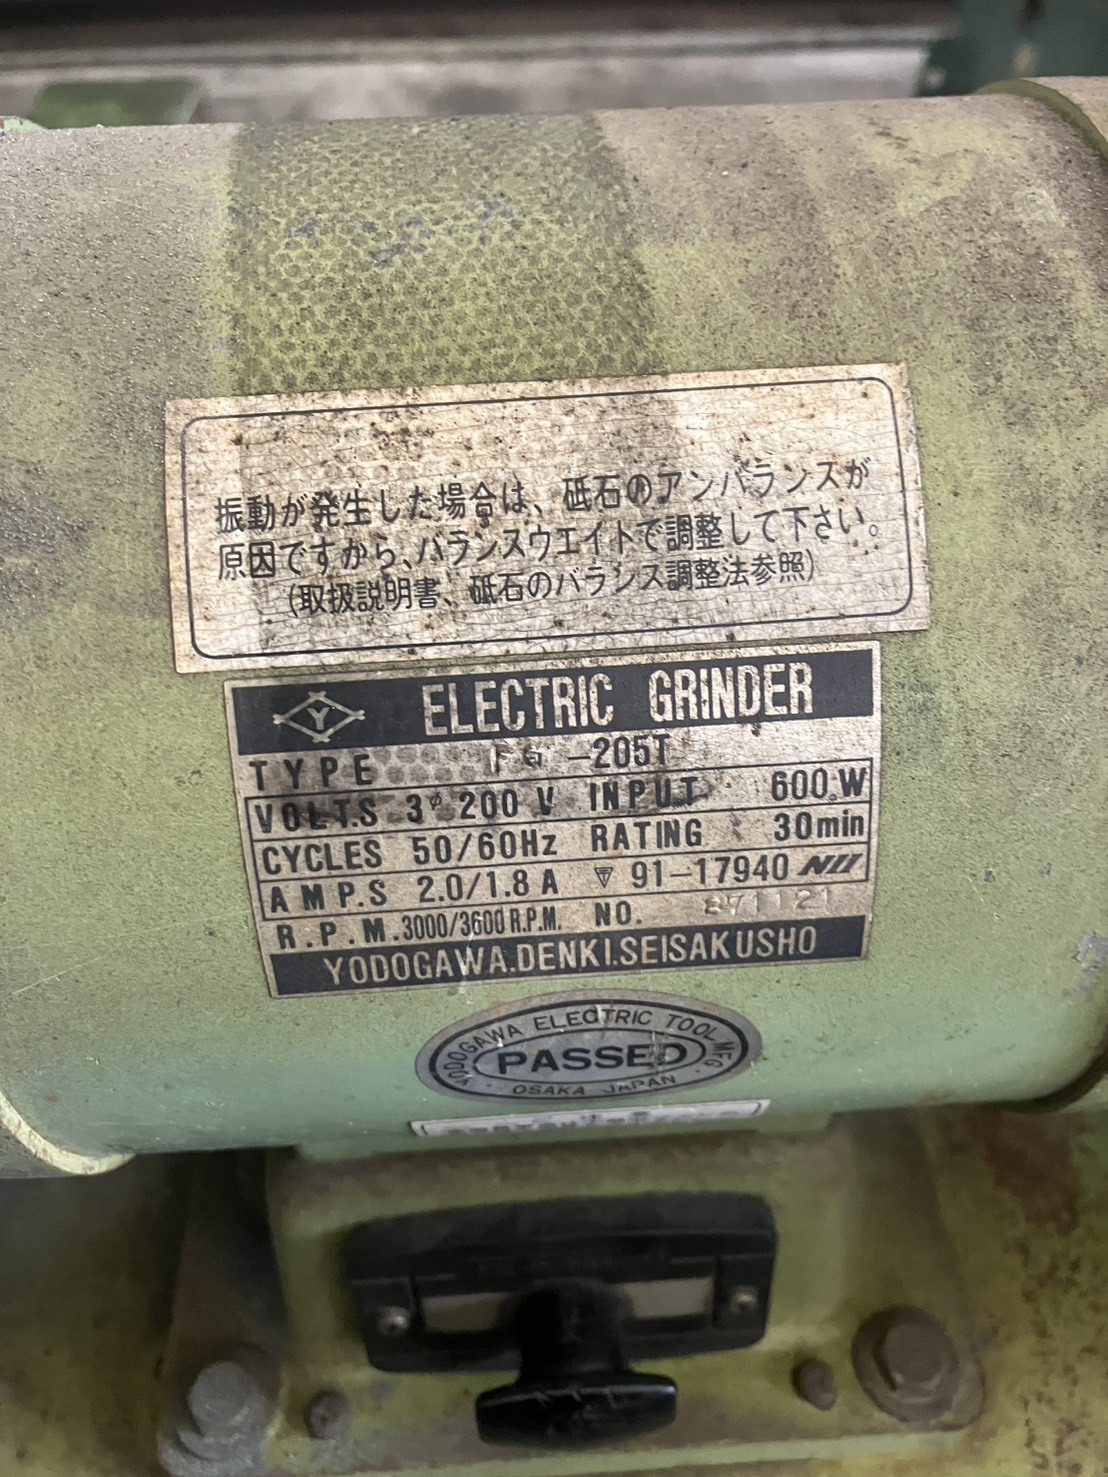 振動が発生した場合は、砥石のアンバランスが
原因ですから、バランスウエイトで調整して下さい。
(取扱説明書、砥石のバランス調整法参照)
Y ELECTRIC GRINDER
TYPE FG-205T
VOLTS 3φ 200 V INPUT 600 W
CYCLES 50/60Hz RATING 30min
AMP.S 2.0/1.8 A 〒 91-17940
R.P.M. 3000/3600 R.P.M. NO.
YODOGAWA.DENKI.SEISAKUSHO
YODOGAWA ELECTRIC TOOL MFG.
PASSED
OSAKA JAPAN